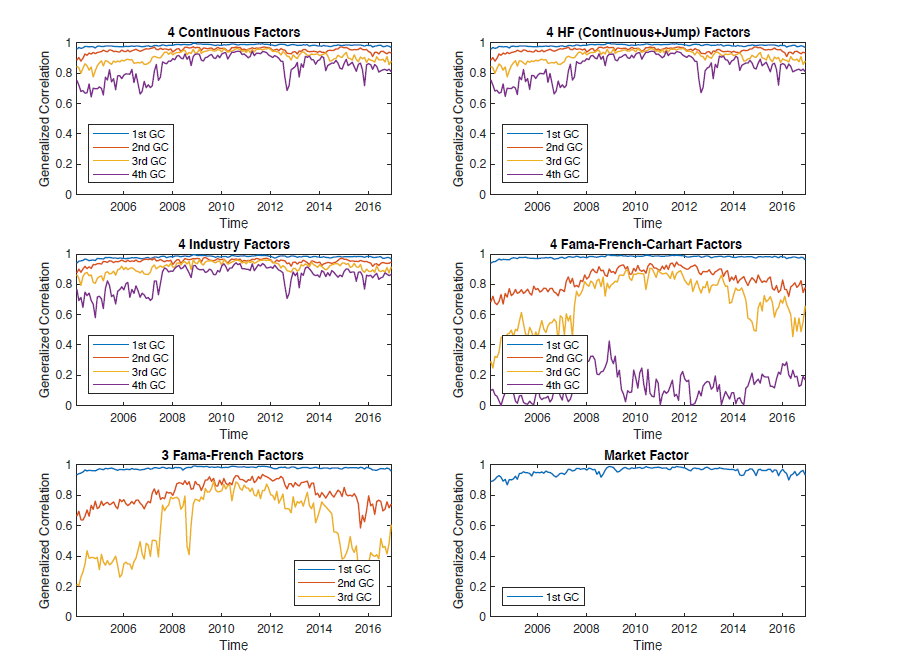 4 Continuous Factors
Generalized Correlation
1
0.8
0.6
0.4
0.2
0
1st GC
2nd GC
3rd GC
4th GC
2006 2008 2010 2012 2014 2016
Time
4 HF (Continuous+Jump) Factors
Generalized Correlation
1
0.8
0.6
0.4
0.2
0
1st GC
2nd GC
3rd GC
4th GC
2006 2008 2010 2012 2014 2016
Time
4 Industry Factors
Generalized Correlation
1
0.8
0.6
0.4
0.2
0
1st GC
2nd GC
3rd GC
4th GC
2006 2008 2010 2012 2014 2016
Time
4 Fama-French-Carhart Factors
Generalized Correlation
1
0.8
0.6
0.4
0.2
0
1st GC
2nd GC
3rd GC
4th GC
2006 2008 2010 2012 2014 2016
Time
3 Fama-French Factors
Generalized Correlation
1
0.8
0.6
0.4
0.2
0
1st GC
2nd GC
3rd GC
2006 2008 2010 2012 2014 2016
Time
Market Factor
Generalized Correlation
1
0.8
0.6
0.4
0.2
0
1st GC
2006 2008 2010 2012 2014 2016
Time